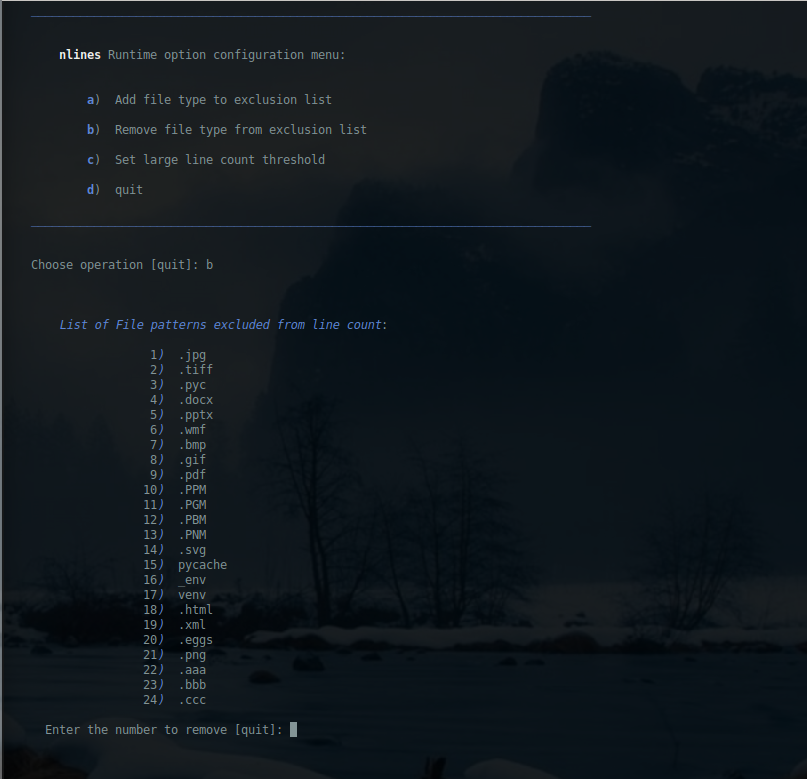 nlines Runtime option configuration menu:
a) Add file type to exclusion list
b) Remove file type from exclusion list
c) Set large line count threshold
d) quit
Choose operation [quit]: b
List of File patterns excluded from line count:
1) .jpg
2) .tiff
3) .pyc
4) .docx
5) .pptx
6) .wmf
7) .bmp
8) .gif
9) .pdf
10) .PPM
11) .PGM
12) .PBM
13) .PNM
14) .svg
15) pycache
16) _env
17) venv
18) .html
19) .xml
20) .eggs
21) .png
22) .aaa
23) .bbb
24) .ccc
Enter the number to remove [quit]: